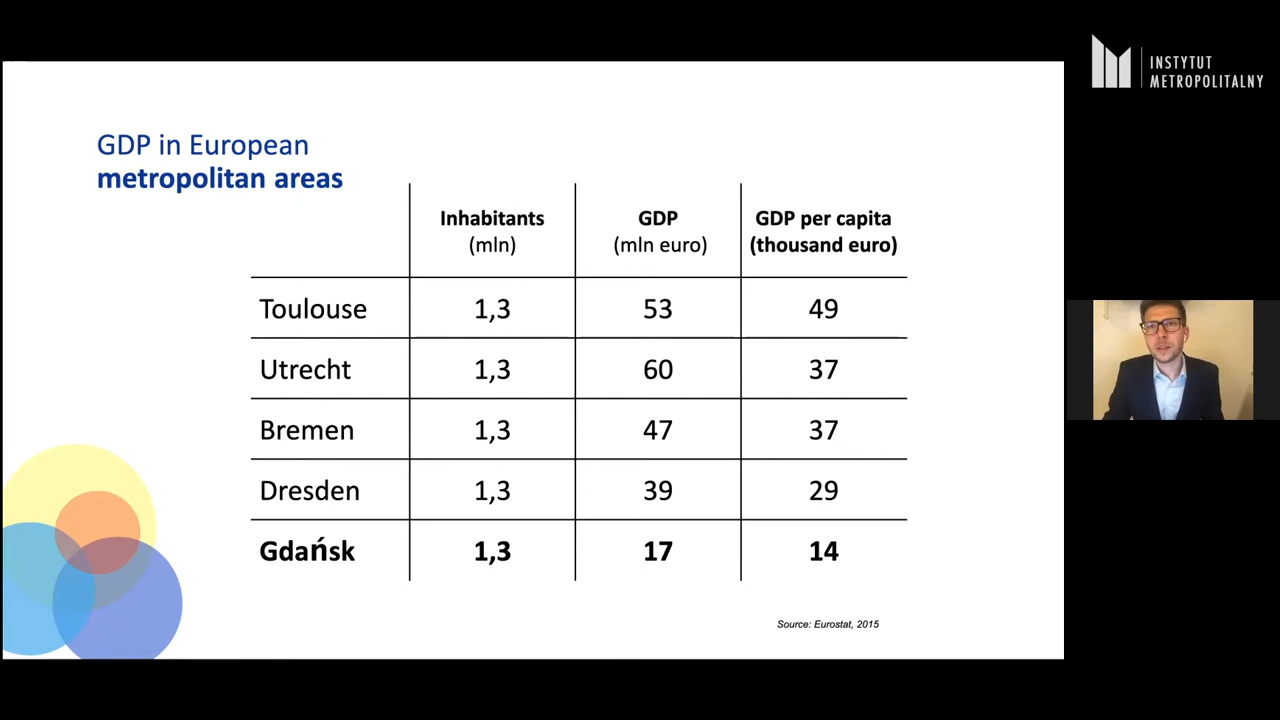 INSTYTUT
METROPOLITALNY
GDP in European
metropolitan areas
Inhabitants GDP GDP per capita
(mln) (mln euro) (thousand euro)
Toulouse 1,3 53 49
Utrecht 1,3 60 37
Bremen 1,3 47 37
Dresden 1,3 39 29
Gdańsk 1,3 17 14
Source: Eurostat, 2015